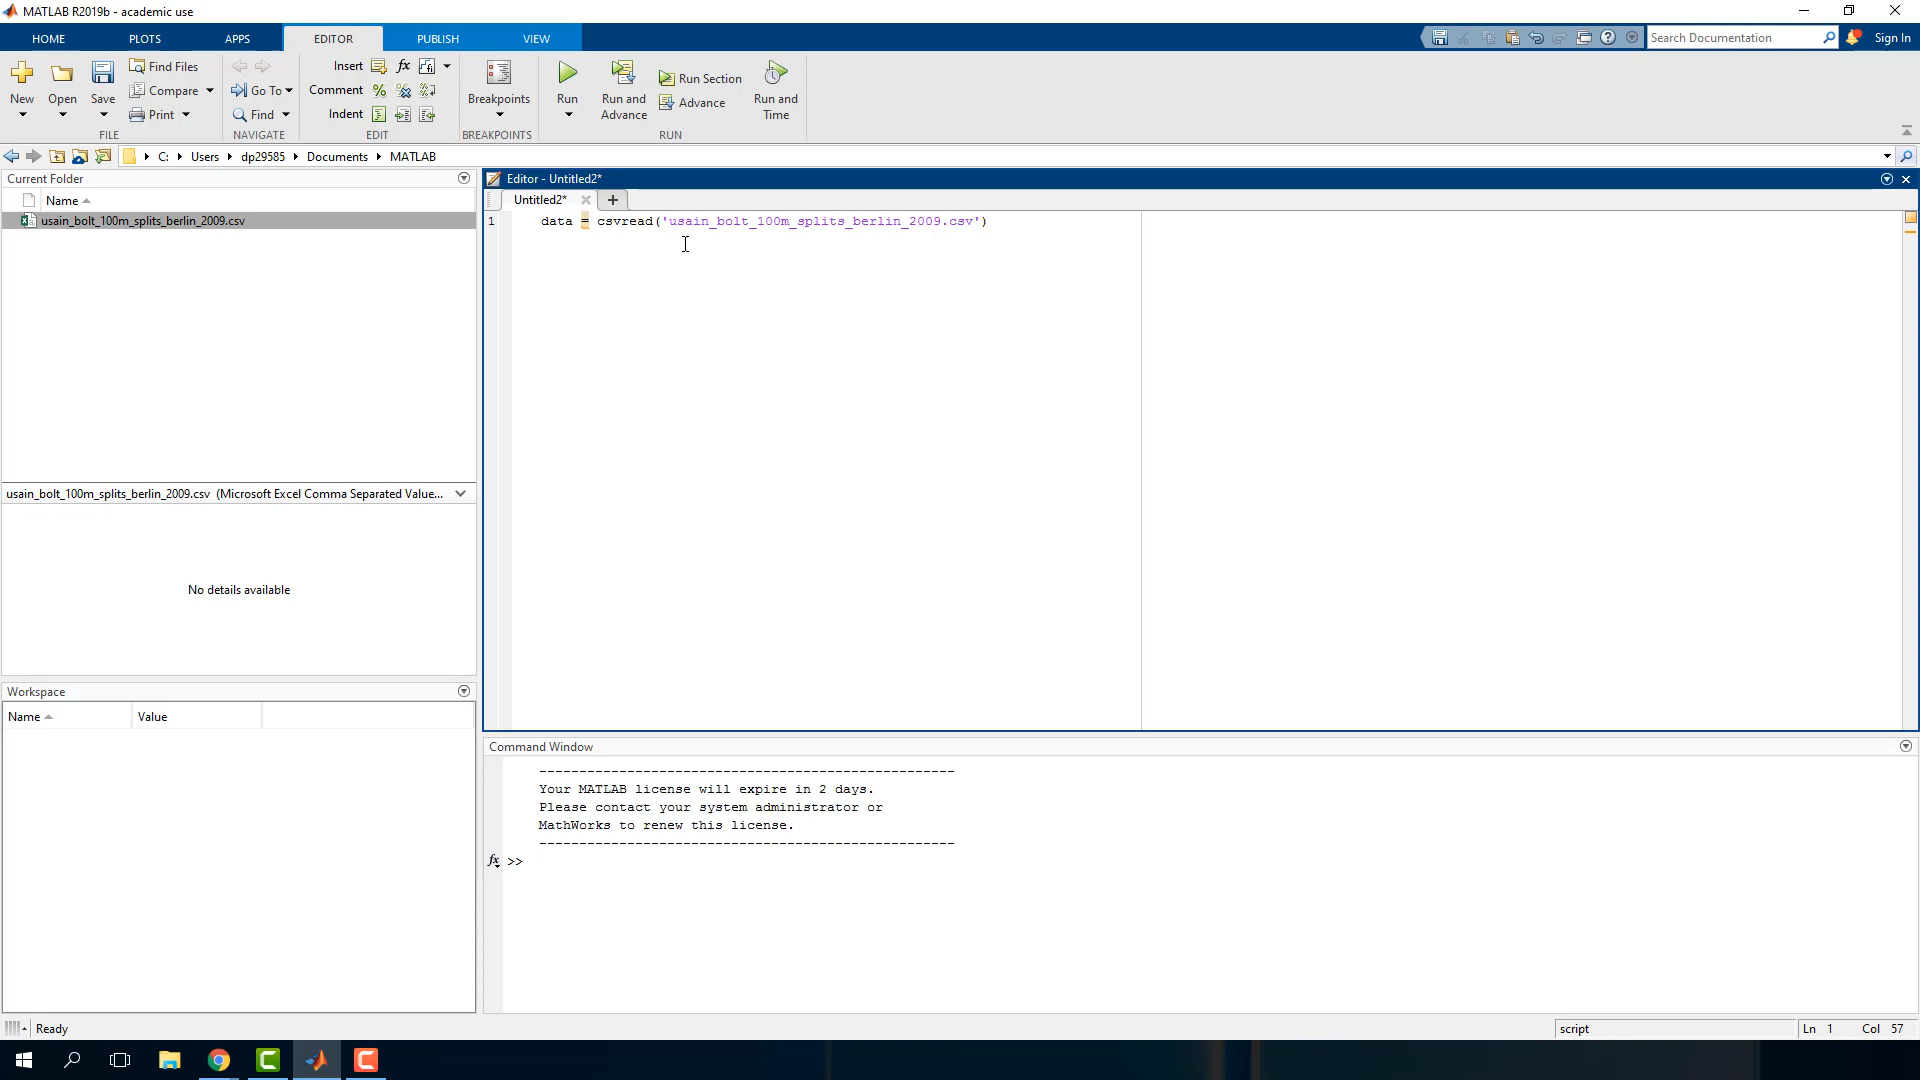 MATLAB R2019b - academic use
HOME PLOTS APPS EDITOR PUBLISH VIEW Search Documentation Sign In
New Open Save Find Files Compare Print
FILE
Go To Find
NAVIGATE
Insert fx
Comment %
Indent
EDIT
Breakpoints
BREAKPOINTS
Run Run and Advance Run Section Advance Run and Time
RUN
C: Users dp29585 Documents MATLAB
Current Folder
Name
usain_bolt_100m_splits_berlin_2009.csv
usain_bolt_100m_splits_berlin_2009.csv (Microsoft Excel Comma Separated Value...
No details available
Workspace
Name Value
Editor - Untitled2*
Untitled2* +
1 data = csvread('usain_bolt_100m_splits_berlin_2009.csv')
Command Window
----------------------------------------------------
Your MATLAB license will expire in 2 days.
Please contact your system administrator or
MathWorks to renew this license.
----------------------------------------------------
fx >>
Ready script Ln 1 Col 57